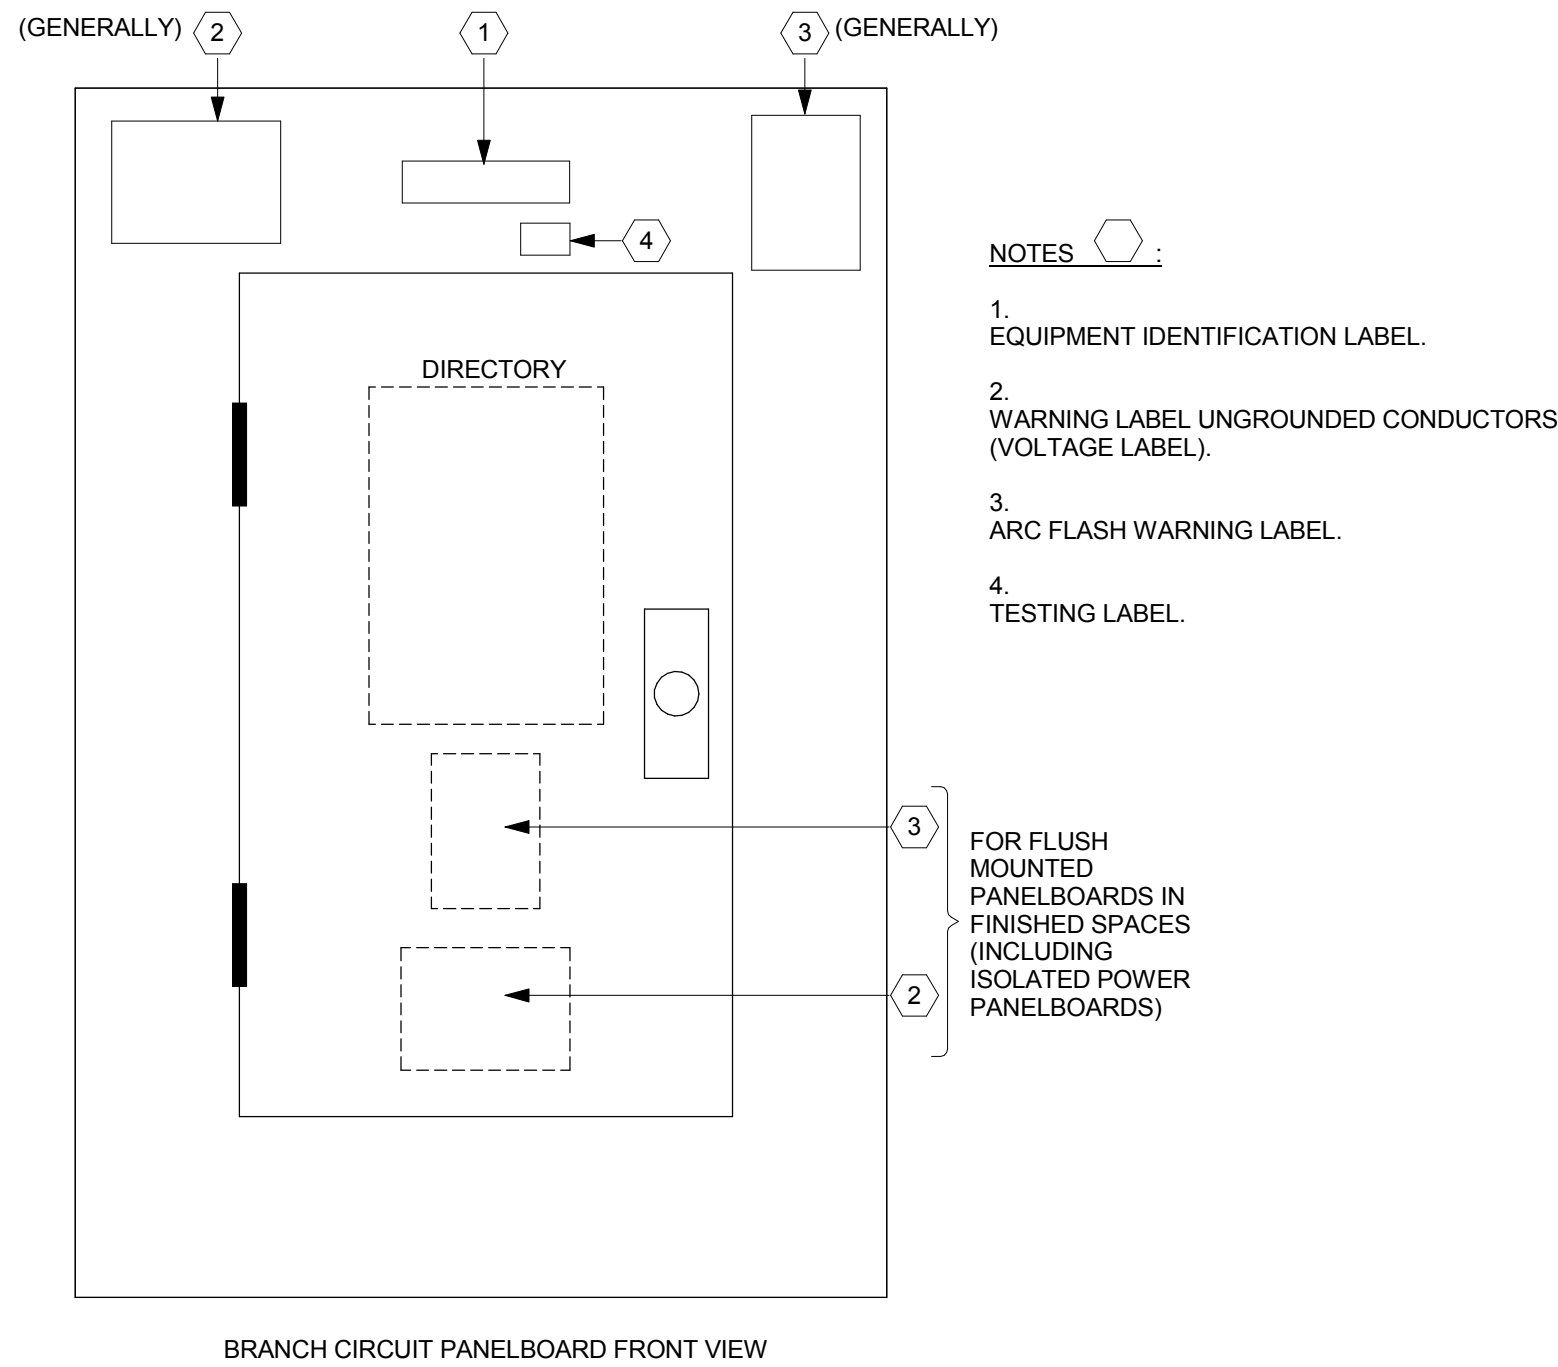 (GENERALLY) 2
1
3 (GENERALLY)
4
DIRECTORY
NOTES :
1.
EQUIPMENT IDENTIFICATION LABEL.
2.
WARNING LABEL UNGROUNDED CONDUCTORS
(VOLTAGE LABEL).
3.
ARC FLASH WARNING LABEL.
4.
TESTING LABEL.
3
2
FOR FLUSH
MOUNTED
PANELBOARDS IN
FINISHED SPACES
(INCLUDING
ISOLATED POWER
PANELBOARDS)
BRANCH CIRCUIT PANELBOARD FRONT VIEW